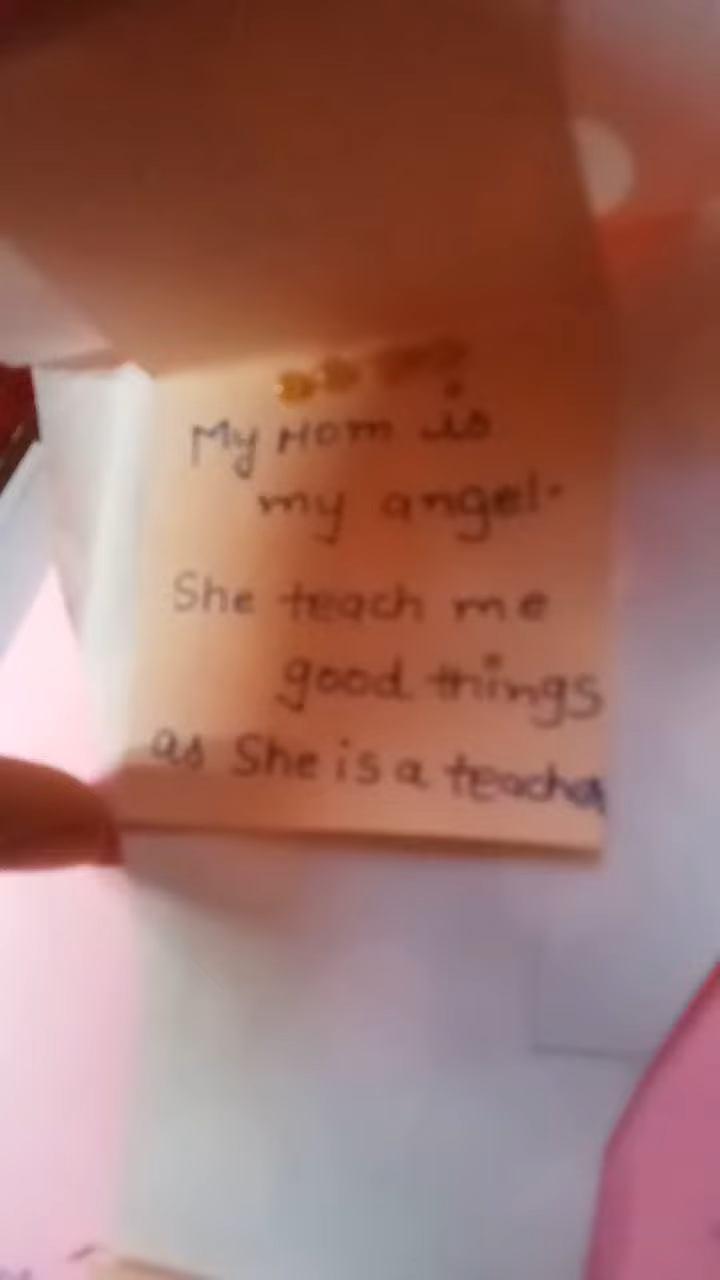 My Mom is
my angel.
She teach me
good things
as She is a teacher